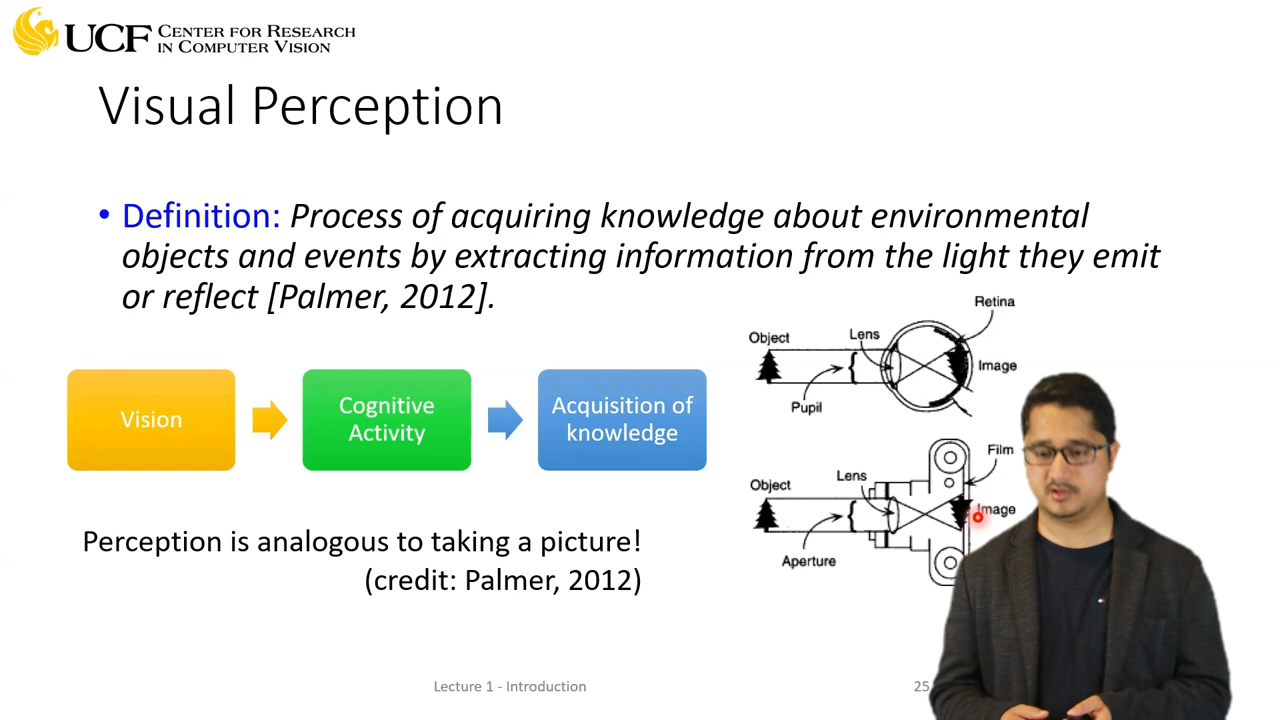 UCF CENTER FOR RESEARCH
IN COMPUTER VISION
Visual Perception
• Definition: Process of acquiring knowledge about environmental
objects and events by extracting information from the light they emit
or reflect [Palmer, 2012].
Vision
Cognitive
Activity
Acquisition of
knowledge
Perception is analogous to taking a picture!
(credit: Palmer, 2012)
Retina
Object
Lens
Image
Pupil
Film
Lens
Object
Image
Aperture
Lecture 1 - Introduction
25